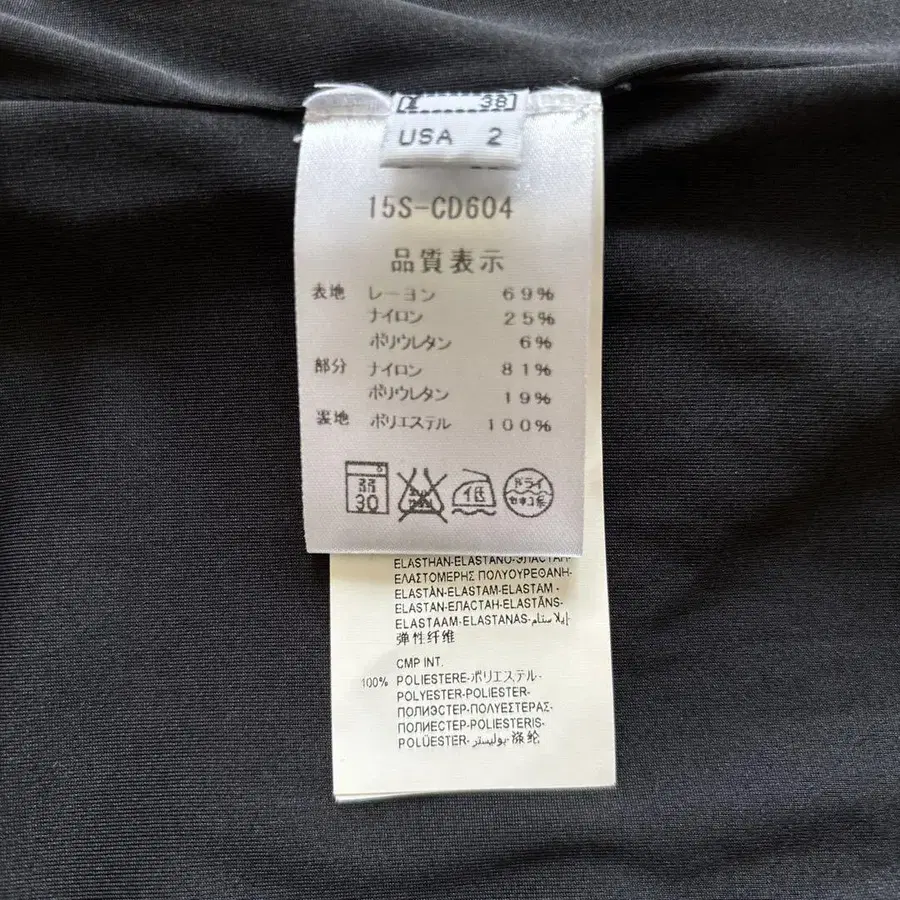 I 38
USA 2
15S-CD604
品質表示
表地 レーヨン 69%
ナイロン 25%
ポリウレタン 6%
部分 ナイロン 81%
ポリウレタン 19%
裏地 ポリエステル 100%
弱 30
低
ドライ
セキユ系
ELASTHAN-ELASTANO-ЭЛАСТАН-
ΕΛΑΣΤΟΜΕΡΗΣ ΠΟΛΥΟΥΡΕΘΑΝΗ-
ELASTÀN-ELASTAM-ELASTAM -
ELASTAN-ЕЛАСТАН-ELASTĀNS-
ELASTAAM-ELASTANAS-إيلاستام
弹性纤维
CMP INT.
100% POLIESTERE-ポリエステル-
POLYESTER-POLIESTER-
ПОЛИЭСТЕР-ΠΟΛΥΕΣΤΕΡΑΣ-
ПОЛИЕСТЕР-POLIESTERIS-
POLÜESTER-بوليستر-涤纶